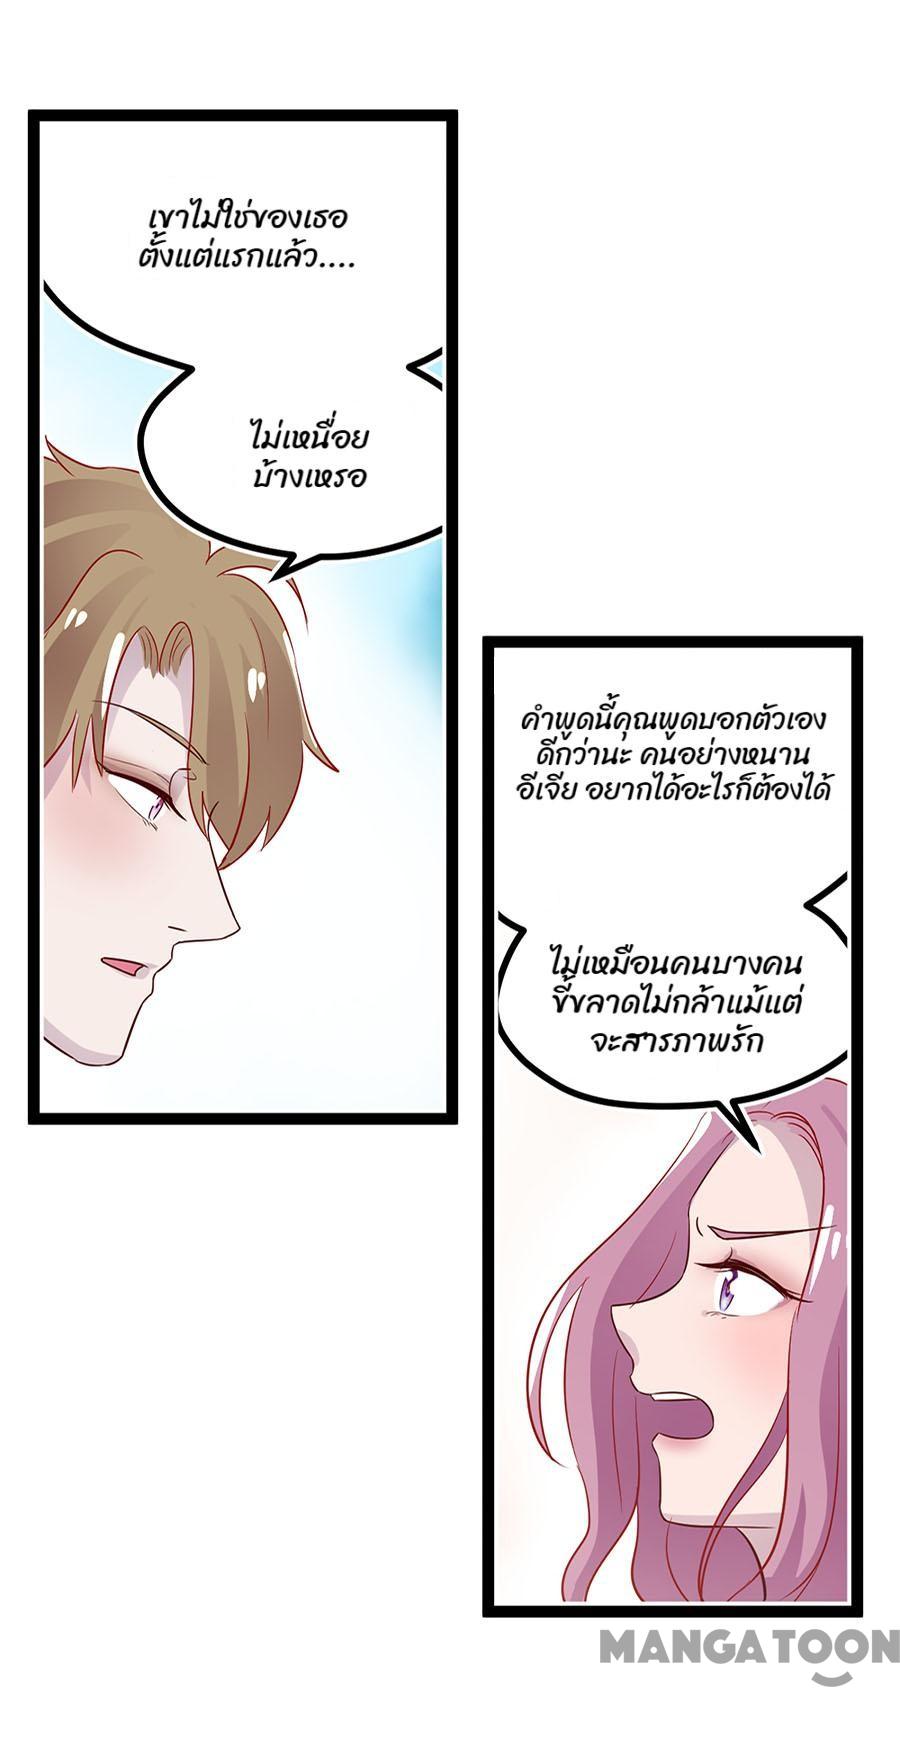 เขาไม่ใช่ของเธอ
ตั้งแต่แรกแล้ว....
ไม่เหนื่อย
บ้างเหรอ
คำพูดนี้คุณพูดบอกตัวเอง
ดีกว่านะ คนอย่างหนาน
อีเจีย อยากได้อะไรก็ต้องได้
ไม่เหมือนคนบางคน
ขี้ขลาดไม่กล้าแม้แต่
จะสารภาพรัก
MANGATOON